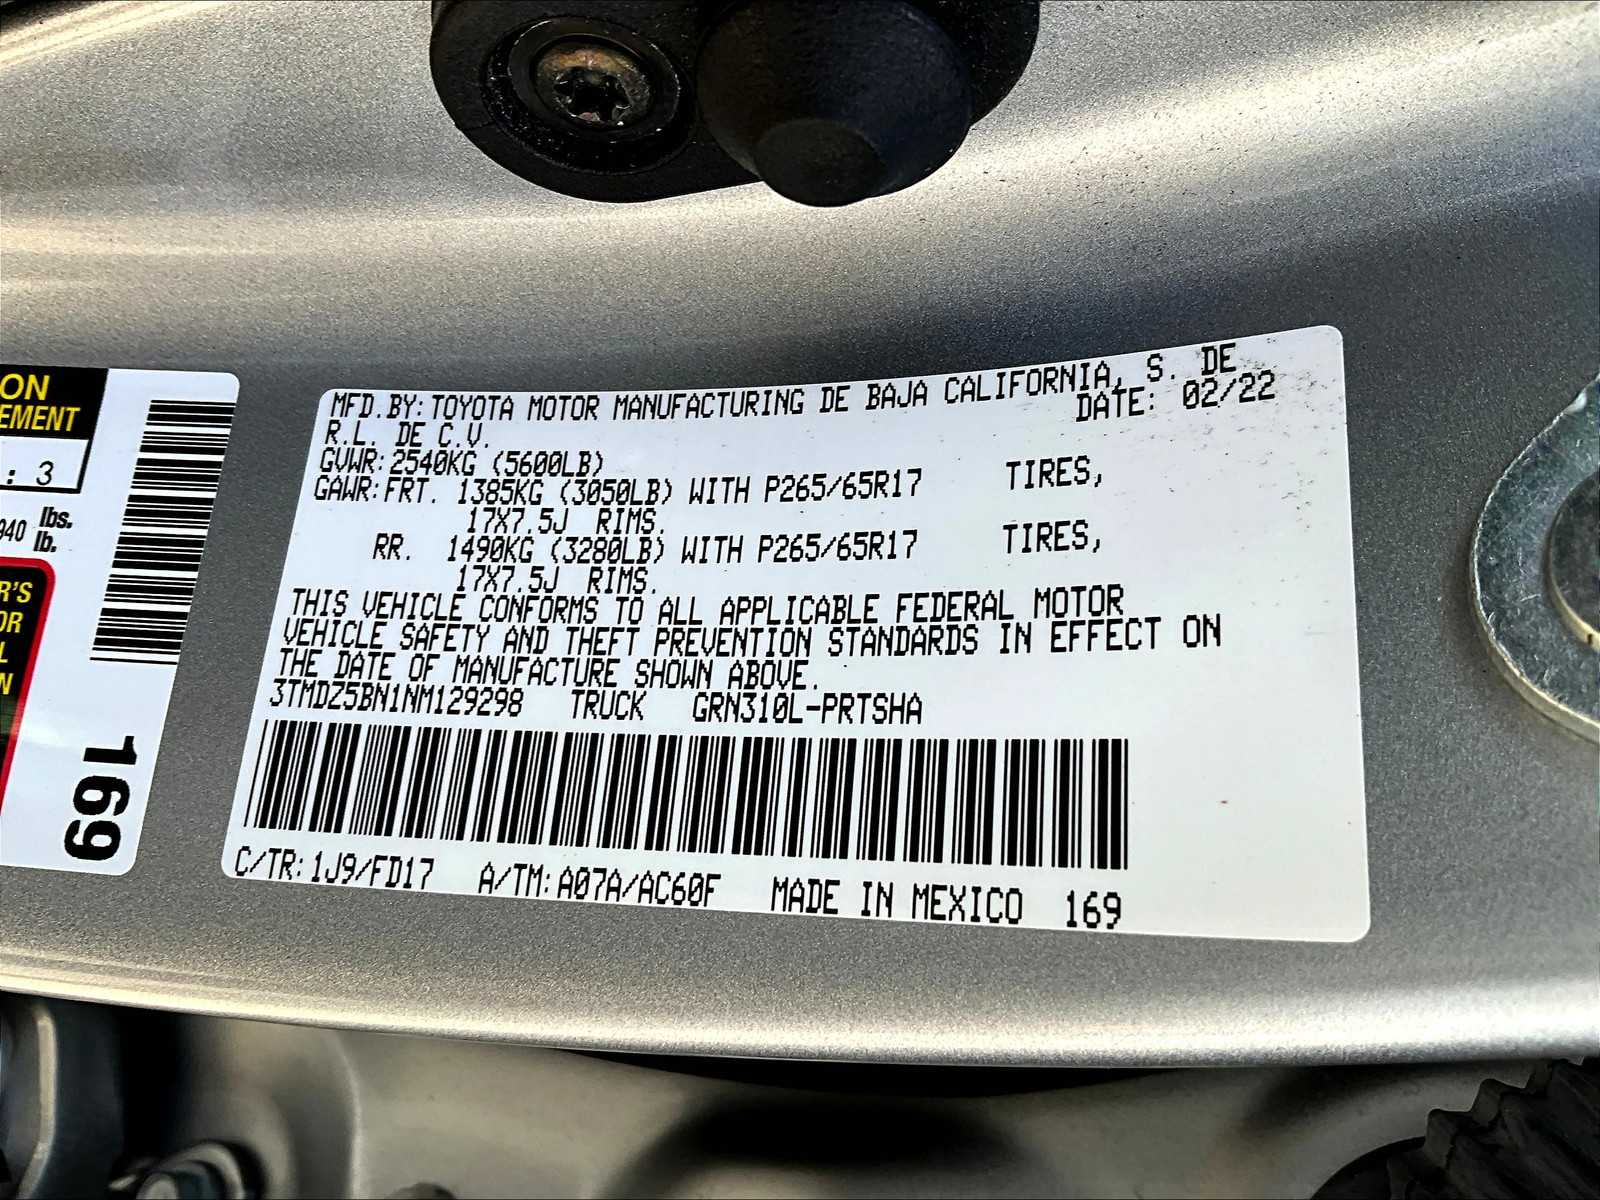 ON
EMENT
: 3
940 lbs.
lb.
R'S
OR
L
N
169
MFD.BY:TOYOTA MOTOR MANUFACTURING DE BAJA CALIFORNIA, S. DE
R.L. DE C.V. DATE: 02/22
GVWR:2540KG (5600LB)
GAWR:FRT. 1385KG (3050LB) WITH P265/65R17 TIRES,
17X7.5J RIMS.
RR. 1490KG (3280LB) WITH P265/65R17 TIRES,
17X7.5J RIMS.
THIS VEHICLE CONFORMS TO ALL APPLICABLE FEDERAL MOTOR
VEHICLE SAFETY AND THEFT PREVENTION STANDARDS IN EFFECT ON
THE DATE OF MANUFACTURE SHOWN ABOVE.
3TMDZ5BN1NM129298 TRUCK GRN310L-PRTSHA
C/TR:1J9/FD17 A/TM:A07A/AC60F MADE IN MEXICO 169